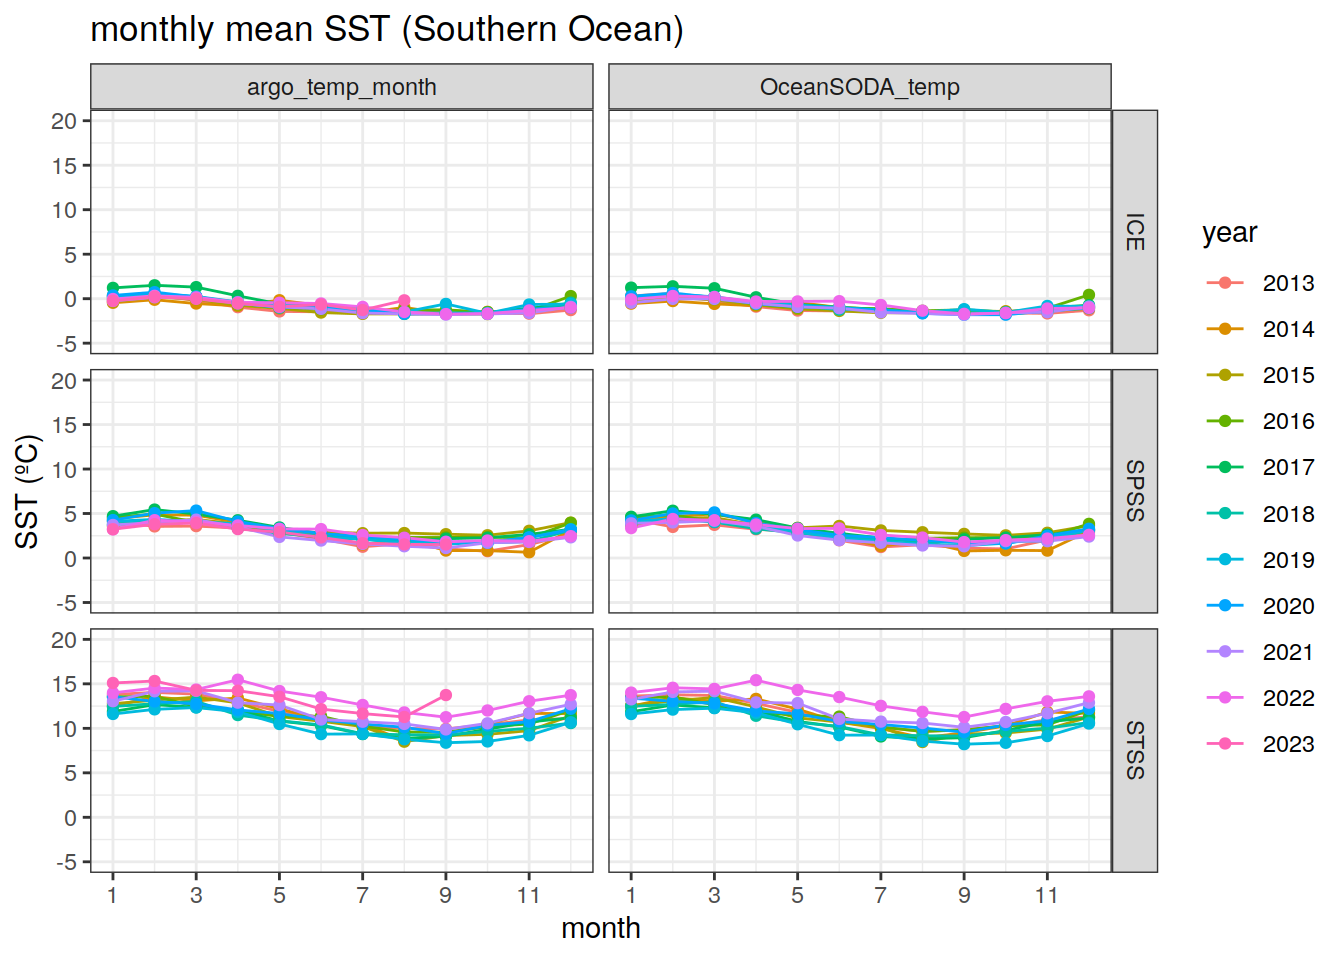 monthly mean SST (Southern Ocean)
argo_temp_month
OceanSODA_temp
20
15
10
5
0
-5
ICE
20
15
10
5
0
-5
SPSS
20
15
10
5
0
-5
STSS
SST (ºC)
1 3 5 7 9 11
1 3 5 7 9 11
month
year
2013
2014
2015
2016
2017
2018
2019
2020
2021
2022
2023